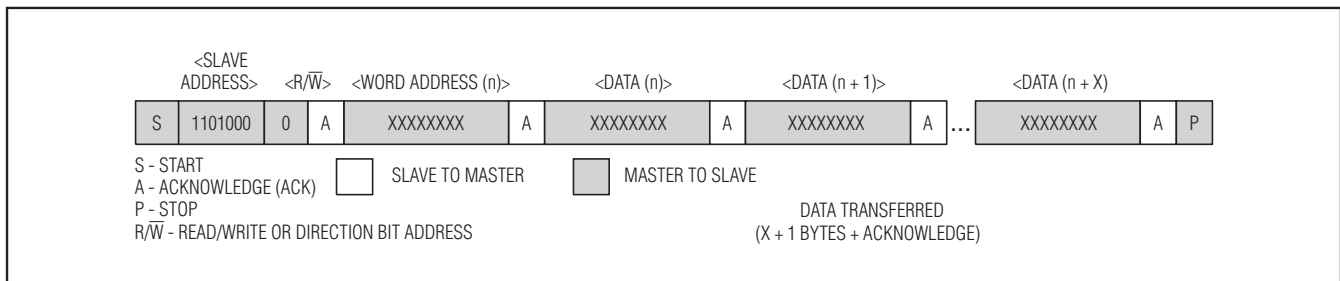 <SLAVE
ADDRESS> <R/W̅> <WORD ADDRESS (n)> <DATA (n)> <DATA (n + 1)> <DATA (n + X)
S 1101000 0 A XXXXXXXX A XXXXXXXX A XXXXXXXX A ... XXXXXXXX A P
S - START
A - ACKNOWLEDGE (ACK) SLAVE TO MASTER MASTER TO SLAVE
P - STOP
R/W̅ - READ/WRITE OR DIRECTION BIT ADDRESS
DATA TRANSFERRED
(X + 1 BYTES + ACKNOWLEDGE)